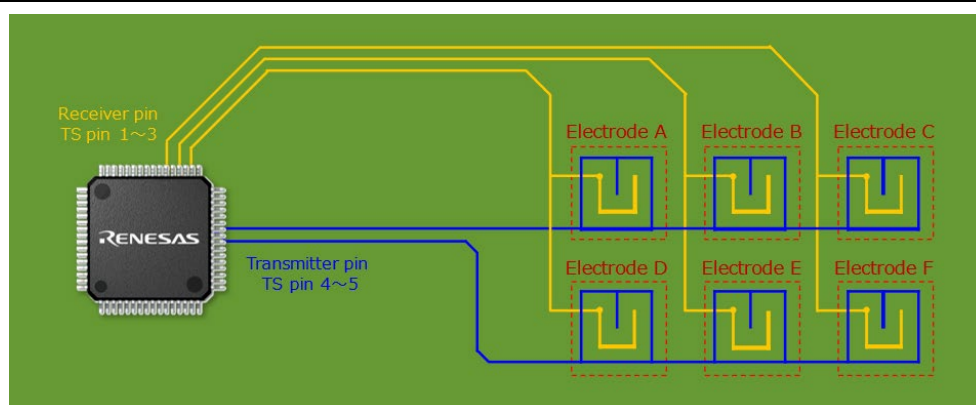 Receiver pin
TS pin 1～3
Electrode A
Electrode B
Electrode C
RENESAS
Transmitter pin
TS pin 4～5
Electrode D
Electrode E
Electrode F